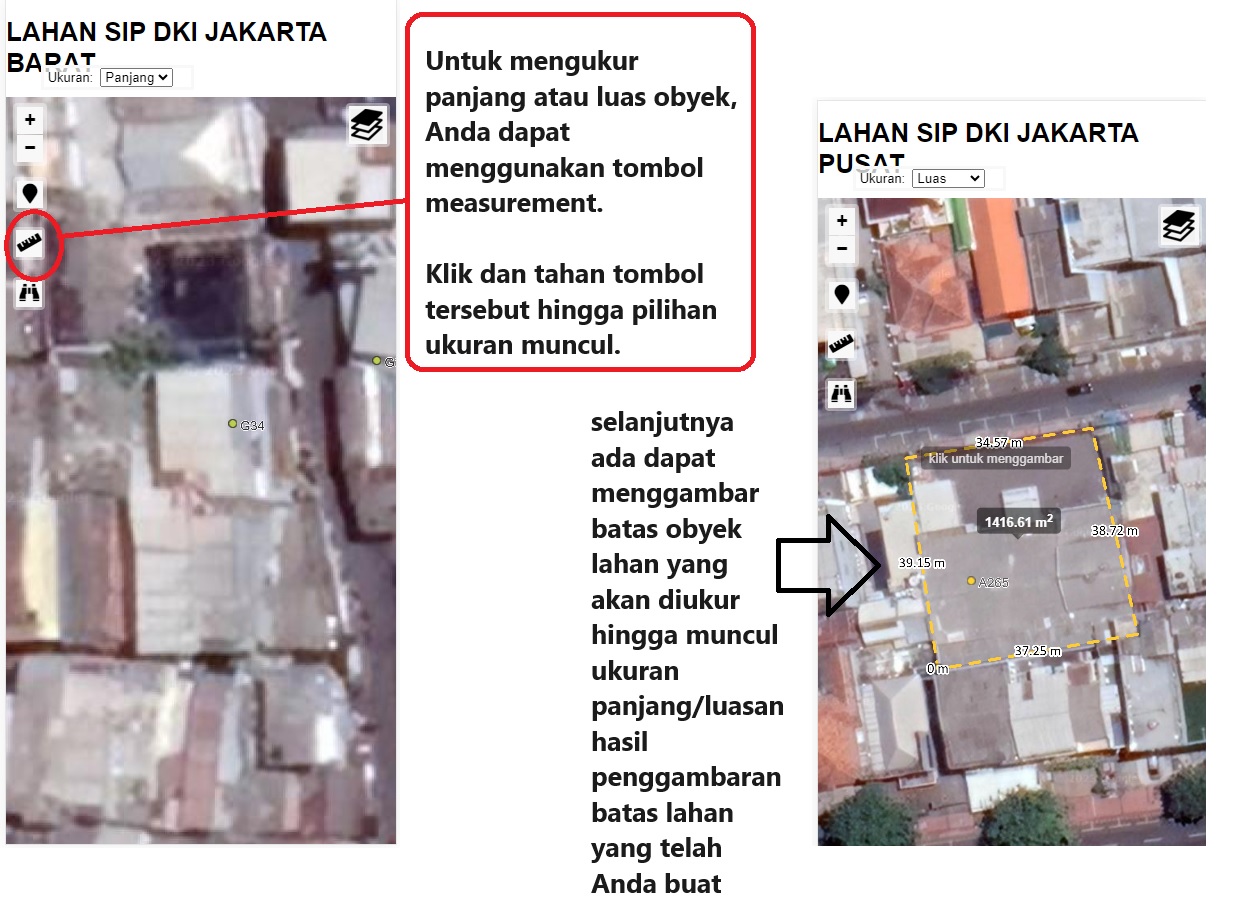 LAHAN SIP DKI JAKARTA
BARAT
Ukuran: Panjang
+
−
G34
G
Untuk mengukur
panjang atau luas obyek,
Anda dapat
menggunakan tombol
measurement.
Klik dan tahan tombol
tersebut hingga pilihan
ukuran muncul.
selanjutnya
ada dapat
menggambar
batas obyek
lahan yang
akan diukur
hingga muncul
ukuran
panjang/luasan
hasil
penggambaran
batas lahan
yang telah
Anda buat
LAHAN SIP DKI JAKARTA
PUSAT
Ukuran: Luas
+
−
34.57 m
klik untuk menggambar
1416.61 m²
38.72 m
39.15 m
A265
37.25 m
0 m